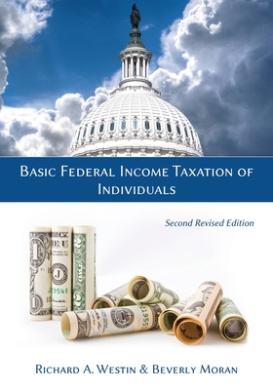 BASIC FEDERAL INCOME TAXATION OF
INDIVIDUALS
Second Revised Edition
RICHARD A. WESTIN & BEVERLY MORAN